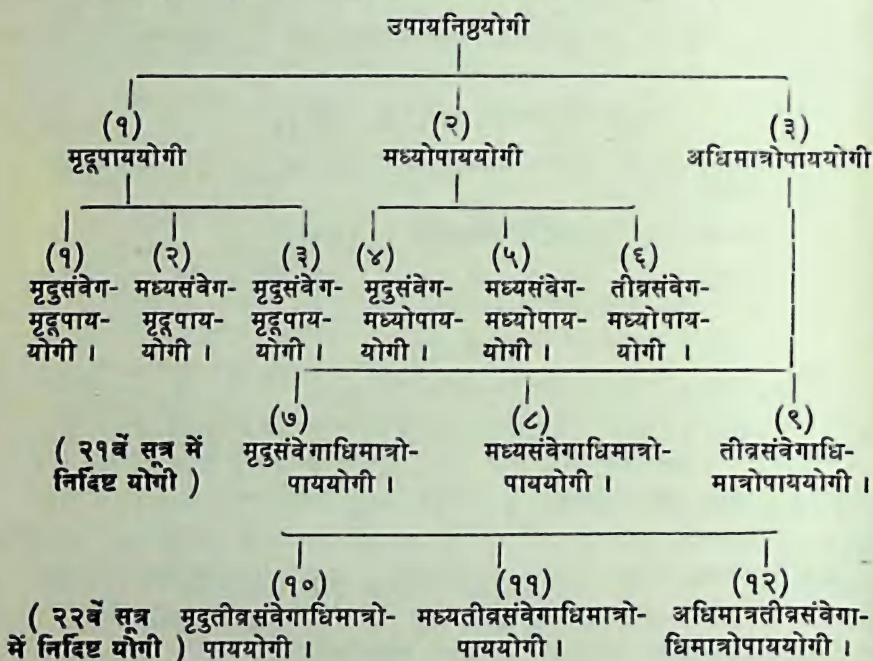 उपायनिष्ठयोगी
(१) (२) (३)
मृदूपाययोगी मध्योपाययोगी अधिमात्रोपाययोगी
(१) (२) (३) (४) (५) (६)
मृदुसंवेग- मध्यसंवेग- मृदुसंवेग- मृदुसंवेग- मध्यसंवेग- तीव्रसंवेग-
मृदूपाय- मृदूपाय- मृदूपाय- मध्योपाय- मध्योपाय- मध्योपाय-
योगी । योगी । योगी । योगी । योगी । योगी ।
(७) (८) (९)
( २१वें सूत्र में मृदुसंवेगाधिमात्रो- मध्यसंवेगाधिमात्रो- तीव्रसंवेगाधि-
निर्दिष्ट योगी ) पाययोगी । पाययोगी । मात्रोपाययोगी ।
(१०) (११) (१२)
( २२वें सूत्र मृदुतीव्रसंवेगाधिमात्रो- मध्यतीव्रसंवेगाधिमात्रो- अधिमात्रतीव्रसंवेगा-
में निर्दिष्ट योगी ) पाययोगी । पाययोगी । धिमात्रोपाययोगी ।